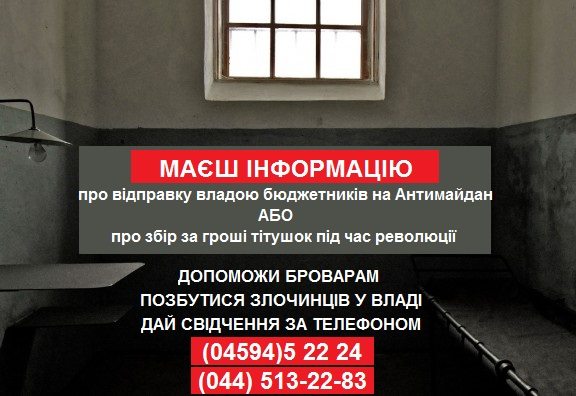 МАЄШ ІНФОРМАЦІЮ
про відправку владою бюджетників на Антимайдан
АБО
про збір за гроші тітушок під час революції
ДОПОМОЖИ БРОВАРАМ
ПОЗБУТИСЯ ЗЛОЧИНЦІВ У ВЛАДІ
ДАЙ СВІДЧЕННЯ ЗА ТЕЛЕФОНОМ
(04594)5 22 24
(044) 513-22-83